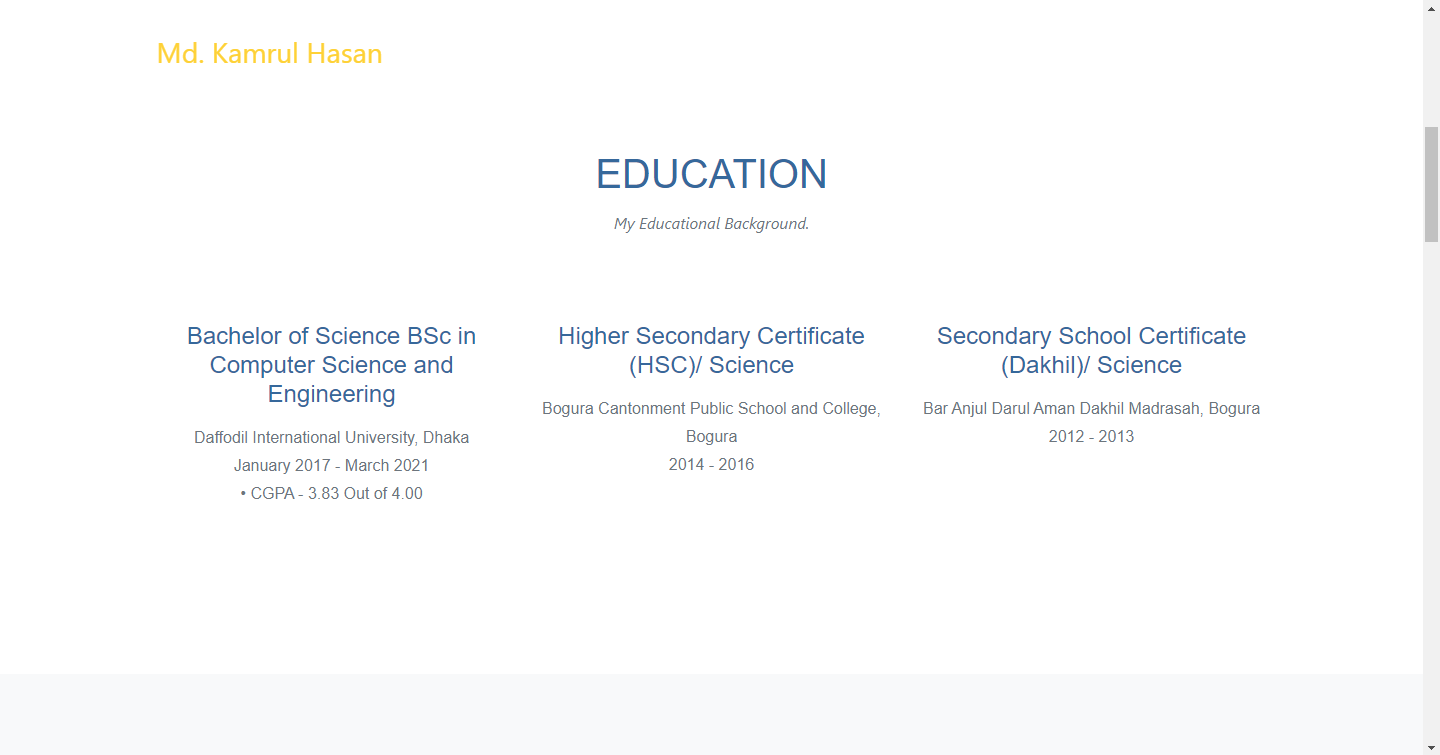 Md. Kamrul Hasan
EDUCATION
My Educational Background.
Bachelor of Science BSc in
Computer Science and
Engineering
Daffodil International University, Dhaka
January 2017 - March 2021
• CGPA - 3.83 Out of 4.00
Higher Secondary Certificate
(HSC)/ Science
Bogura Cantonment Public School and College,
Bogura
2014 - 2016
Secondary School Certificate
(Dakhil)/ Science
Bar Anjul Darul Aman Dakhil Madrasah, Bogura
2012 - 2013